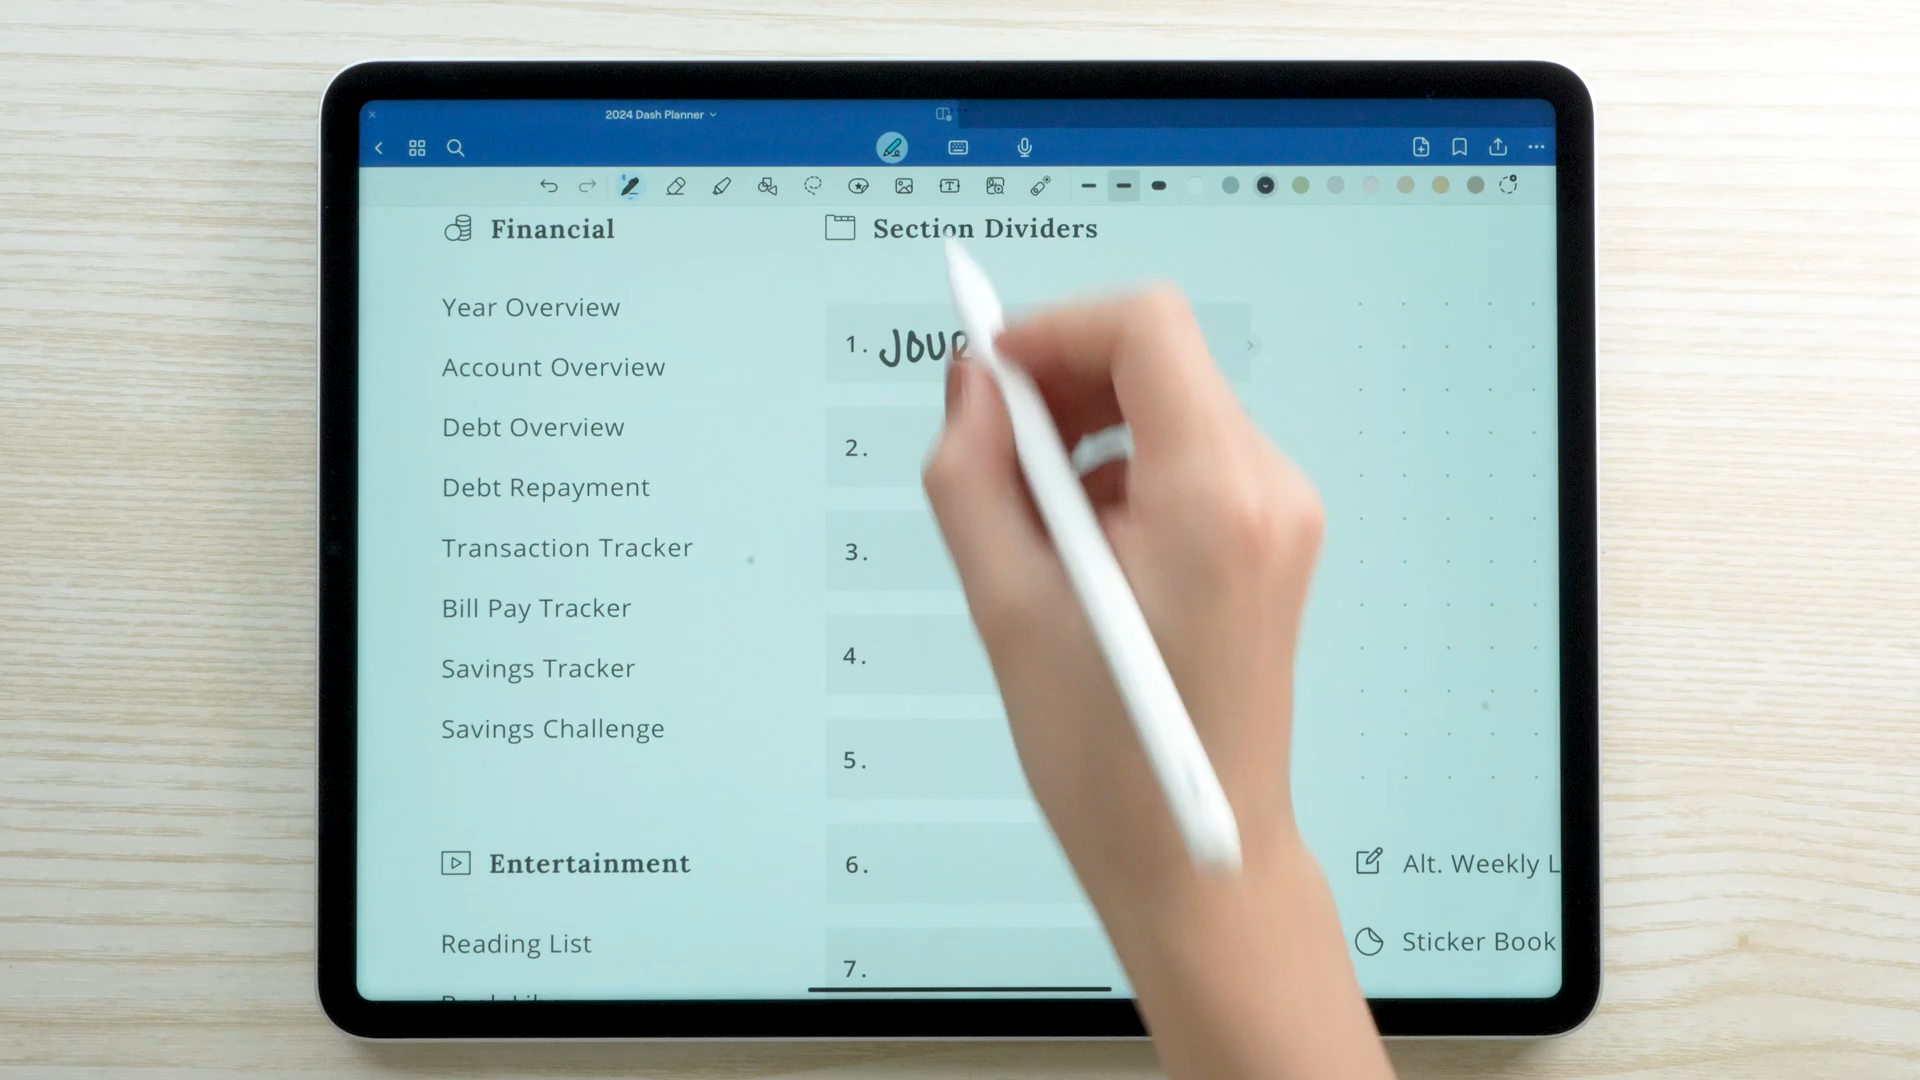 2024 Dash Planner
Financial
Year Overview
Account Overview
Debt Overview
Debt Repayment
Transaction Tracker
Bill Pay Tracker
Savings Tracker
Savings Challenge
Entertainment
Reading List
Section Dividers
1. JOUR
2.
3.
4.
5.
6.
7.
Alt. Weekly L
Sticker Book